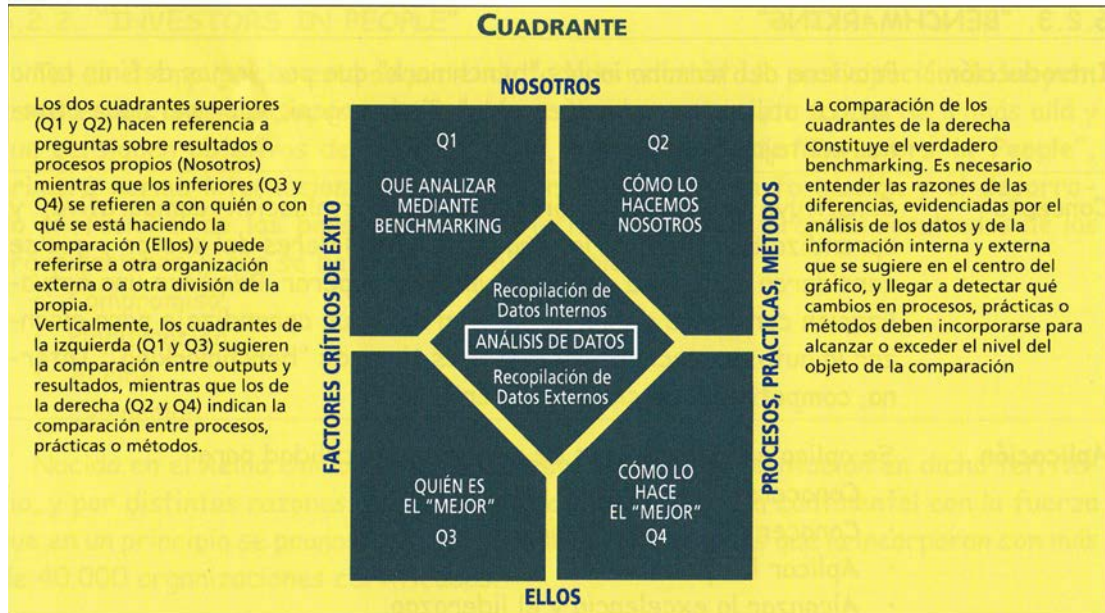 CUADRANTE
NOSOTROS
Los dos cuadrantes superiores
(Q1 y Q2) hacen referencia a
preguntas sobre resultados o
procesos propios (Nosotros)
mientras que los inferiores (Q3 y
Q4) se refieren a con quién o con
qué se está haciendo la
comparación (Ellos) y puede
referirse a otra organización
externa o a otra división de la
propia.
Verticalmente, los cuadrantes de
la izquierda (Q1 y Q3) sugieren
la comparación entre outputs y
resultados, mientras que los de
la derecha (Q2 y Q4) indican la
comparación entre procesos,
prácticas o métodos.
FACTORES CRÍTICOS DE ÉXITO
Q1
QUE ANALIZAR
MEDIANTE
BENCHMARKING
Q2
CÓMO LO
HACEMOS
NOSOTROS
Recopilación de
Datos Internos
ANÁLISIS DE DATOS
Recopilación de
Datos Externos
QUIÉN ES
EL "MEJOR"
Q3
CÓMO LO
HACE
EL "MEJOR"
Q4
PROCESOS, PRÁCTICAS, MÉTODOS
La comparación de los
cuadrantes de la derecha
constituye el verdadero
benchmarking. Es necesario
entender las razones de las
diferencias, evidenciadas por el
análisis de los datos y de la
información interna y externa
que se sugiere en el centro del
gráfico, y llegar a detectar qué
cambios en procesos, prácticas o
métodos deben incorporarse para
alcanzar o exceder el nivel del
objeto de la comparación
ELLOS